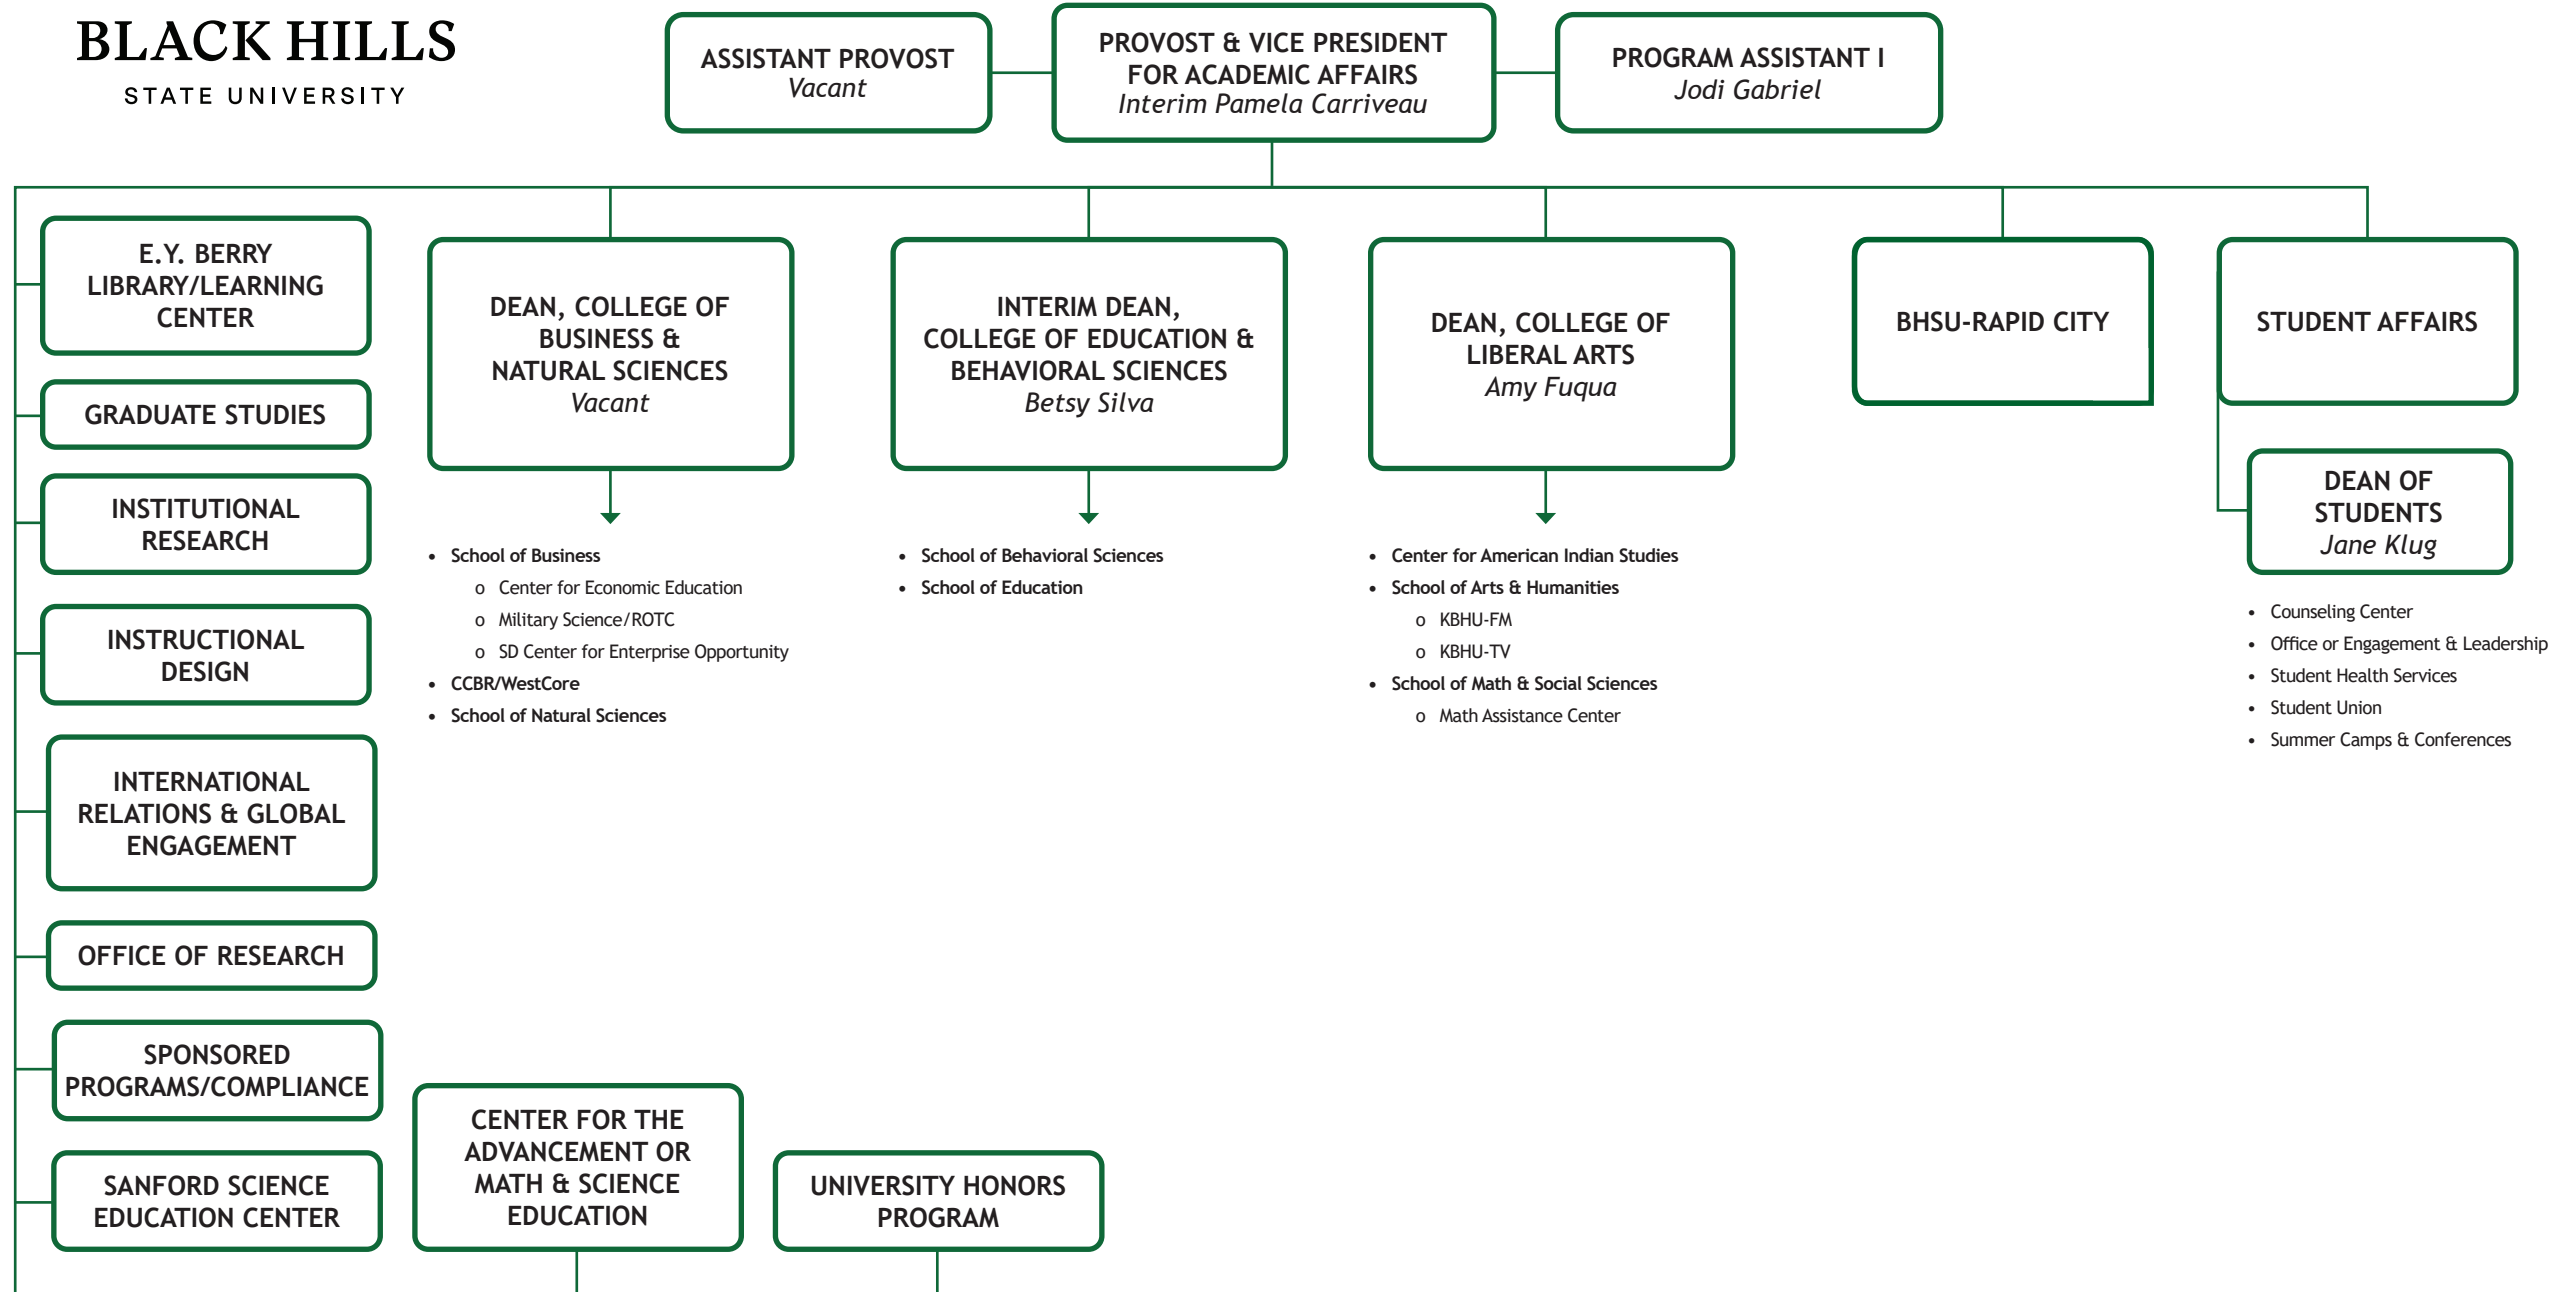 BLACK HILLS
STATE UNIVERSITY
ASSISTANT PROVOST
Vacant
PROVOST & VICE PRESIDENT
FOR ACADEMIC AFFAIRS
Interim Pamela Carriveau
PROGRAM ASSISTANT I
Jodi Gabriel
E.Y. BERRY
LIBRARY/LEARNING
CENTER
GRADUATE STUDIES
INSTITUTIONAL
RESEARCH
INSTRUCTIONAL
DESIGN
INTERNATIONAL
RELATIONS & GLOBAL
ENGAGEMENT
OFFICE OF RESEARCH
SPONSORED
PROGRAMS/COMPLIANCE
SANFORD SCIENCE
EDUCATION CENTER
DEAN, COLLEGE OF
BUSINESS &
NATURAL SCIENCES
Vacant
• School of Business
o Center for Economic Education
o Military Science/ROTC
o SD Center for Enterprise Opportunity
• CCBR/WestCore
• School of Natural Sciences
INTERIM DEAN,
COLLEGE OF EDUCATION &
BEHAVIORAL SCIENCES
Betsy Silva
• School of Behavioral Sciences
• School of Education
DEAN, COLLEGE OF
LIBERAL ARTS
Amy Fuqua
• Center for American Indian Studies
• School of Arts & Humanities
o KBHU-FM
o KBHU-TV
• School of Math & Social Sciences
o Math Assistance Center
BHSU-RAPID CITY
STUDENT AFFAIRS
DEAN OF
STUDENTS
Jane Klug
• Counseling Center
• Office or Engagement & Leadership
• Student Health Services
• Student Union
• Summer Camps & Conferences
CENTER FOR THE
ADVANCEMENT OR
MATH & SCIENCE
EDUCATION
UNIVERSITY HONORS
PROGRAM